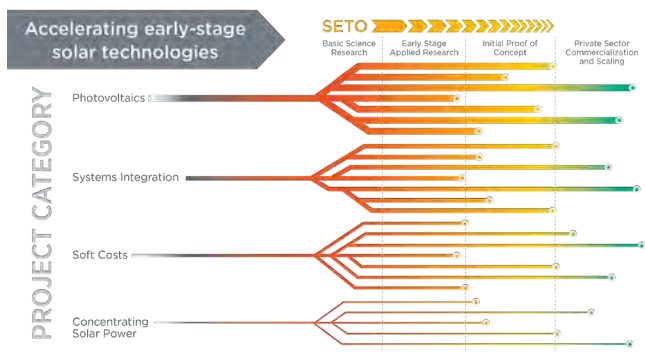 Accelerating early-stage
solar technologies
SETO
Basic Science
Research
Early Stage
Applied Research
Initial Proof of
Concept
Private Sector
Commercialization
and Scaling
PROJECT CATEGORY
Photovoltaics
Systems Integration
Soft Costs
Concentrating
Solar Power